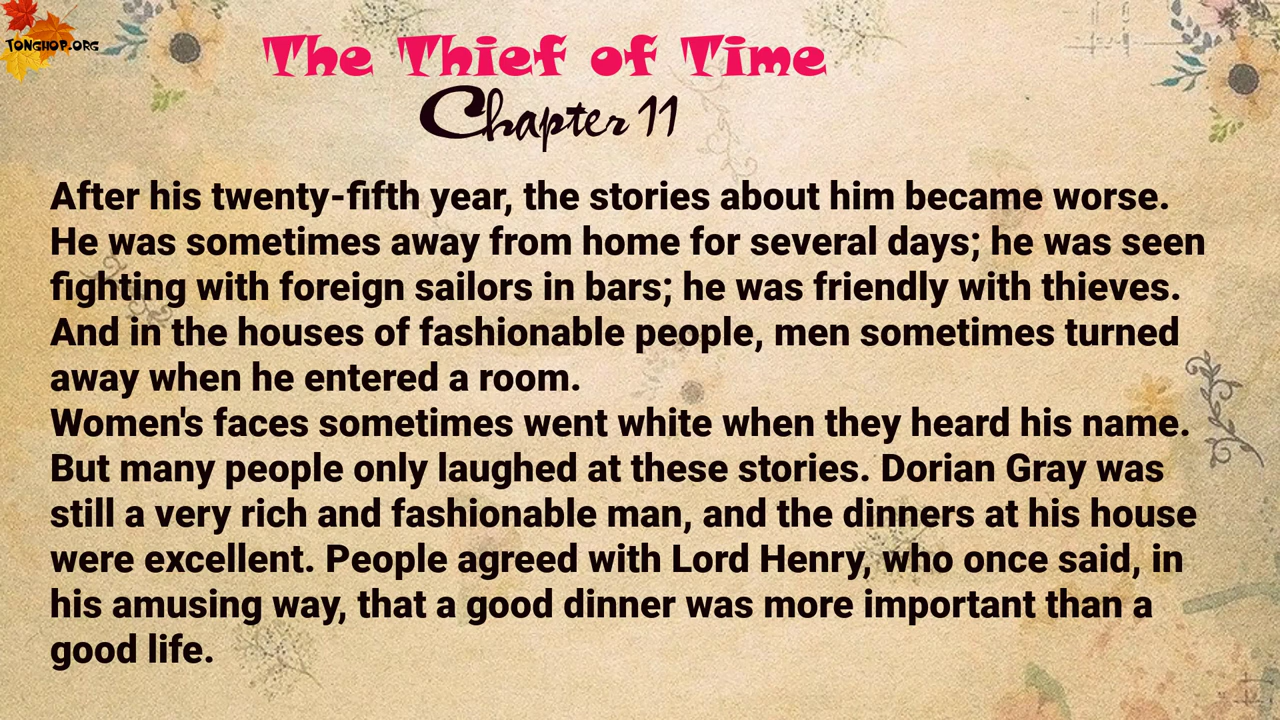 TONGHOP.ORG
The Thief of Time
Chapter 11
After his twenty-fifth year, the stories about him became worse.
He was sometimes away from home for several days; he was seen
fighting with foreign sailors in bars; he was friendly with thieves.
And in the houses of fashionable people, men sometimes turned
away when he entered a room.
Women's faces sometimes went white when they heard his name.
But many people only laughed at these stories. Dorian Gray was
still a very rich and fashionable man, and the dinners at his house
were excellent. People agreed with Lord Henry, who once said, in
his amusing way, that a good dinner was more important than a
good life.